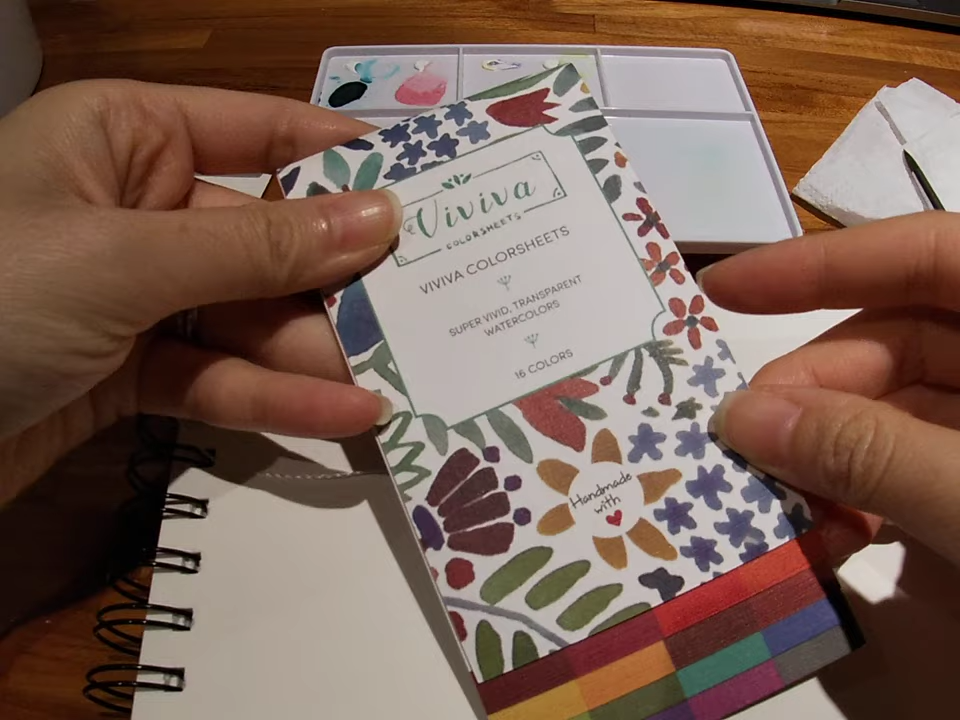 Viviva
COLORSHEETS
VIVIVA COLORSHEETS
SUPER VIVID, TRANSPARENT
WATERCOLORS
16 COLORS
Handmade
with